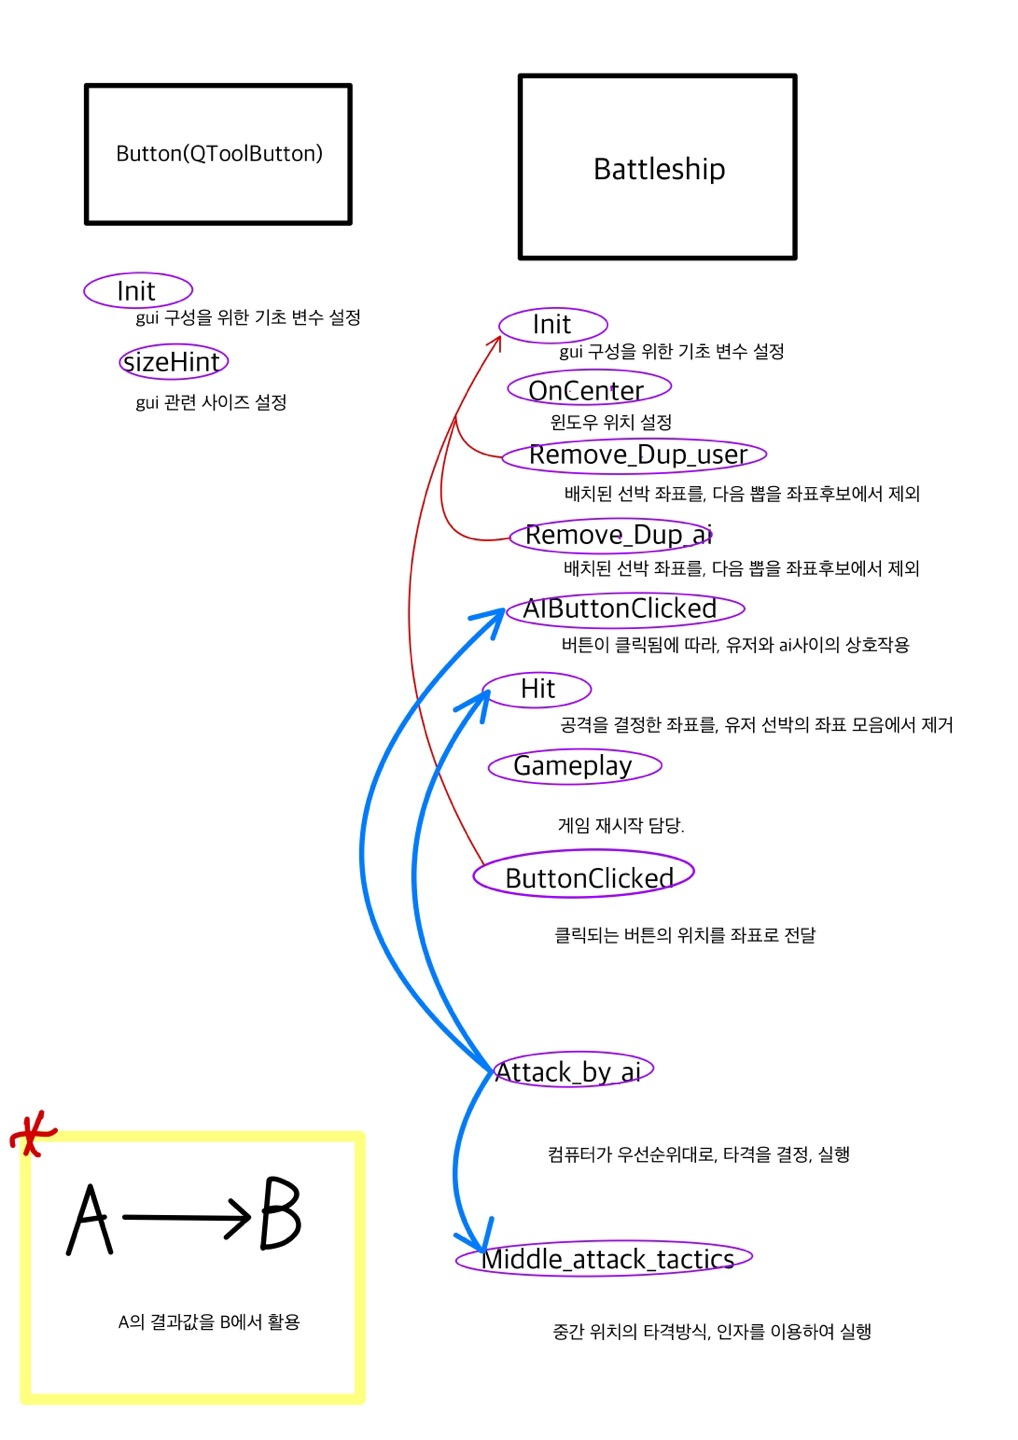 Button(QToolButton)
Init
gui 구성을 위한 기초 변수 설정
sizeHint
gui 관련 사이즈 설정
Battleship
Init
gui 구성을 위한 기초 변수 설정
OnCenter
윈도우 위치 설정
Remove_Dup_user
배치된 선박 좌표를, 다음 뽑을 좌표후보에서 제외
Remove_Dup_ai
배치된 선박 좌표를, 다음 뽑을 좌표후보에서 제외
AIButtonClicked
버튼이 클릭됨에 따라, 유저와 ai사이의 상호작용
Hit
공격을 결정한 좌표를, 유저 선박의 좌표 모음에서 제거
Gameplay
게임 재시작 담당.
ButtonClicked
클릭되는 버튼의 위치를 좌표로 전달
Attack_by_ai
컴퓨터가 우선순위대로, 타격을 결정, 실행
Middle_attack_tactics
중간 위치의 타격방식, 인자를 이용하여 실행
A → B
A의 결과값을 B에서 활용